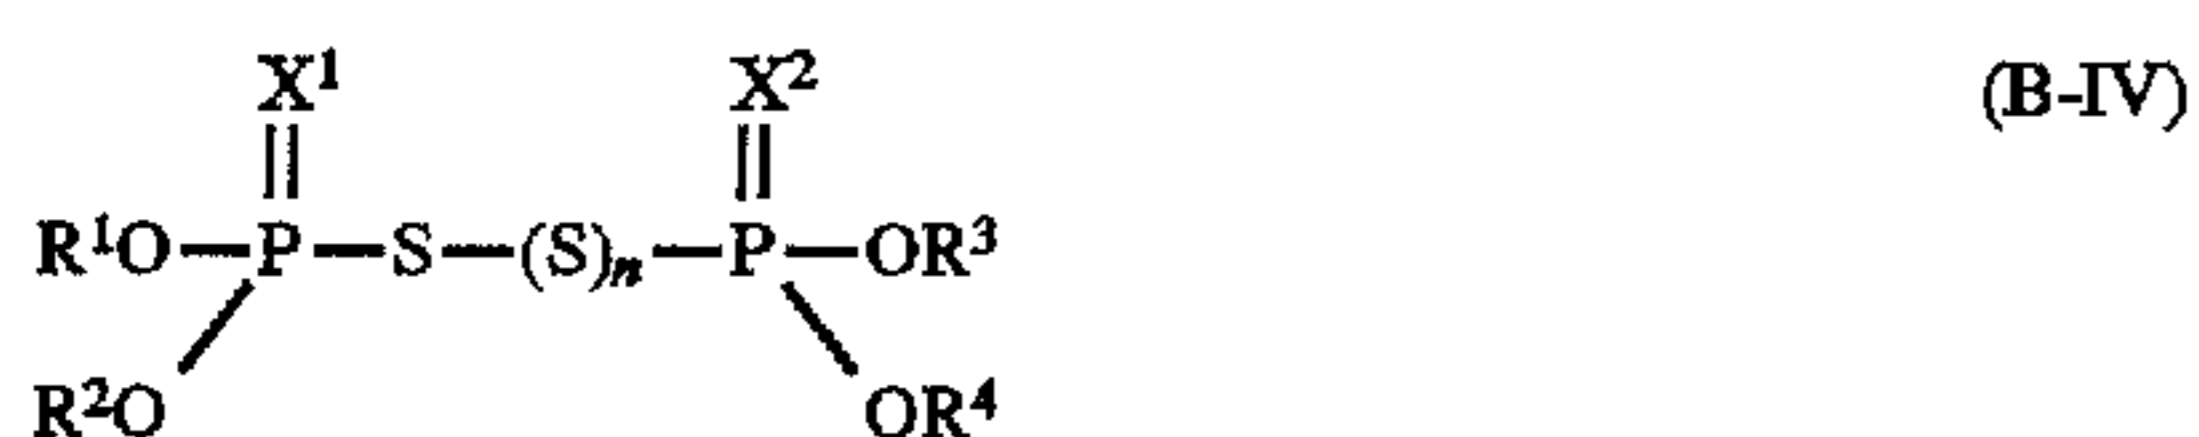 X¹ X² (B-IV)
R¹O—P—S—(S)ₙ—P—OR³
R²O OR⁴